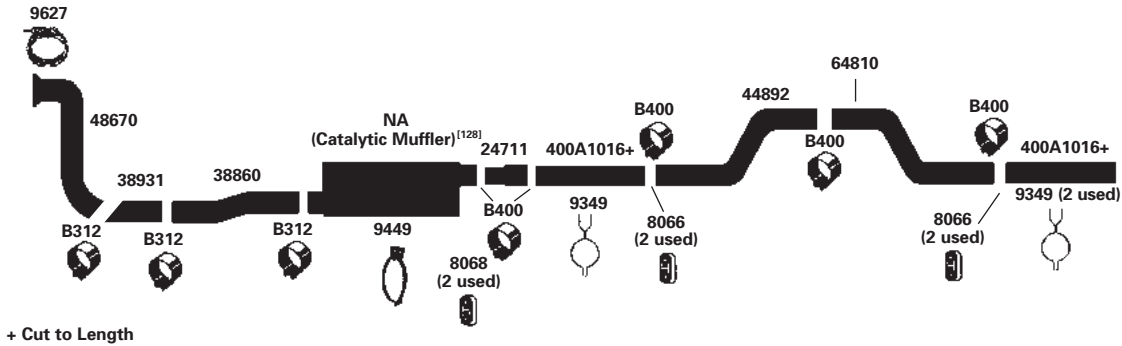 9627
48670
38931
38860
B312
B312
B312
NA
(Catalytic Muffler)[128]
9449
24711
B400
8068
(2 used)
400A1016+
9349
B400
8066
(2 used)
44892
B400
64810
B400
8066
(2 used)
400A1016+
9349 (2 used)
+ Cut to Length